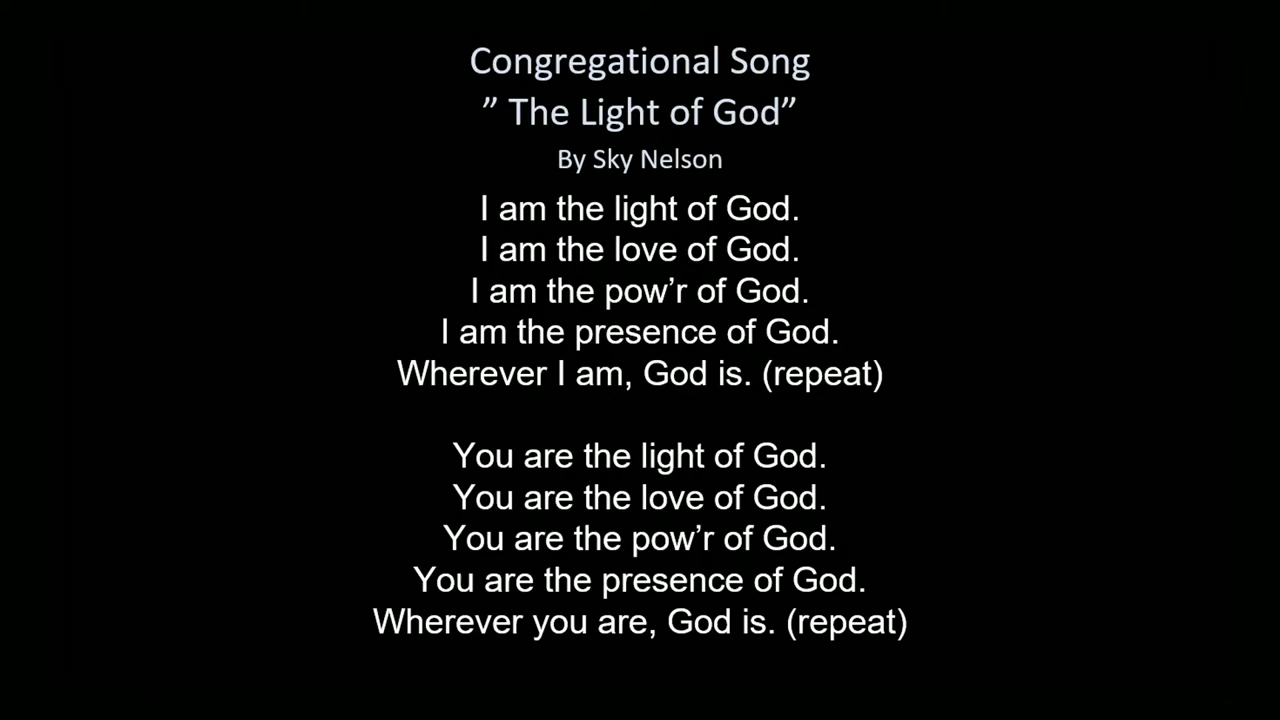 Congregational Song
” The Light of God”
By Sky Nelson
I am the light of God.
I am the love of God.
I am the pow’r of God.
I am the presence of God.
Wherever I am, God is. (repeat)
You are the light of God.
You are the love of God.
You are the pow’r of God.
You are the presence of God.
Wherever you are, God is. (repeat)